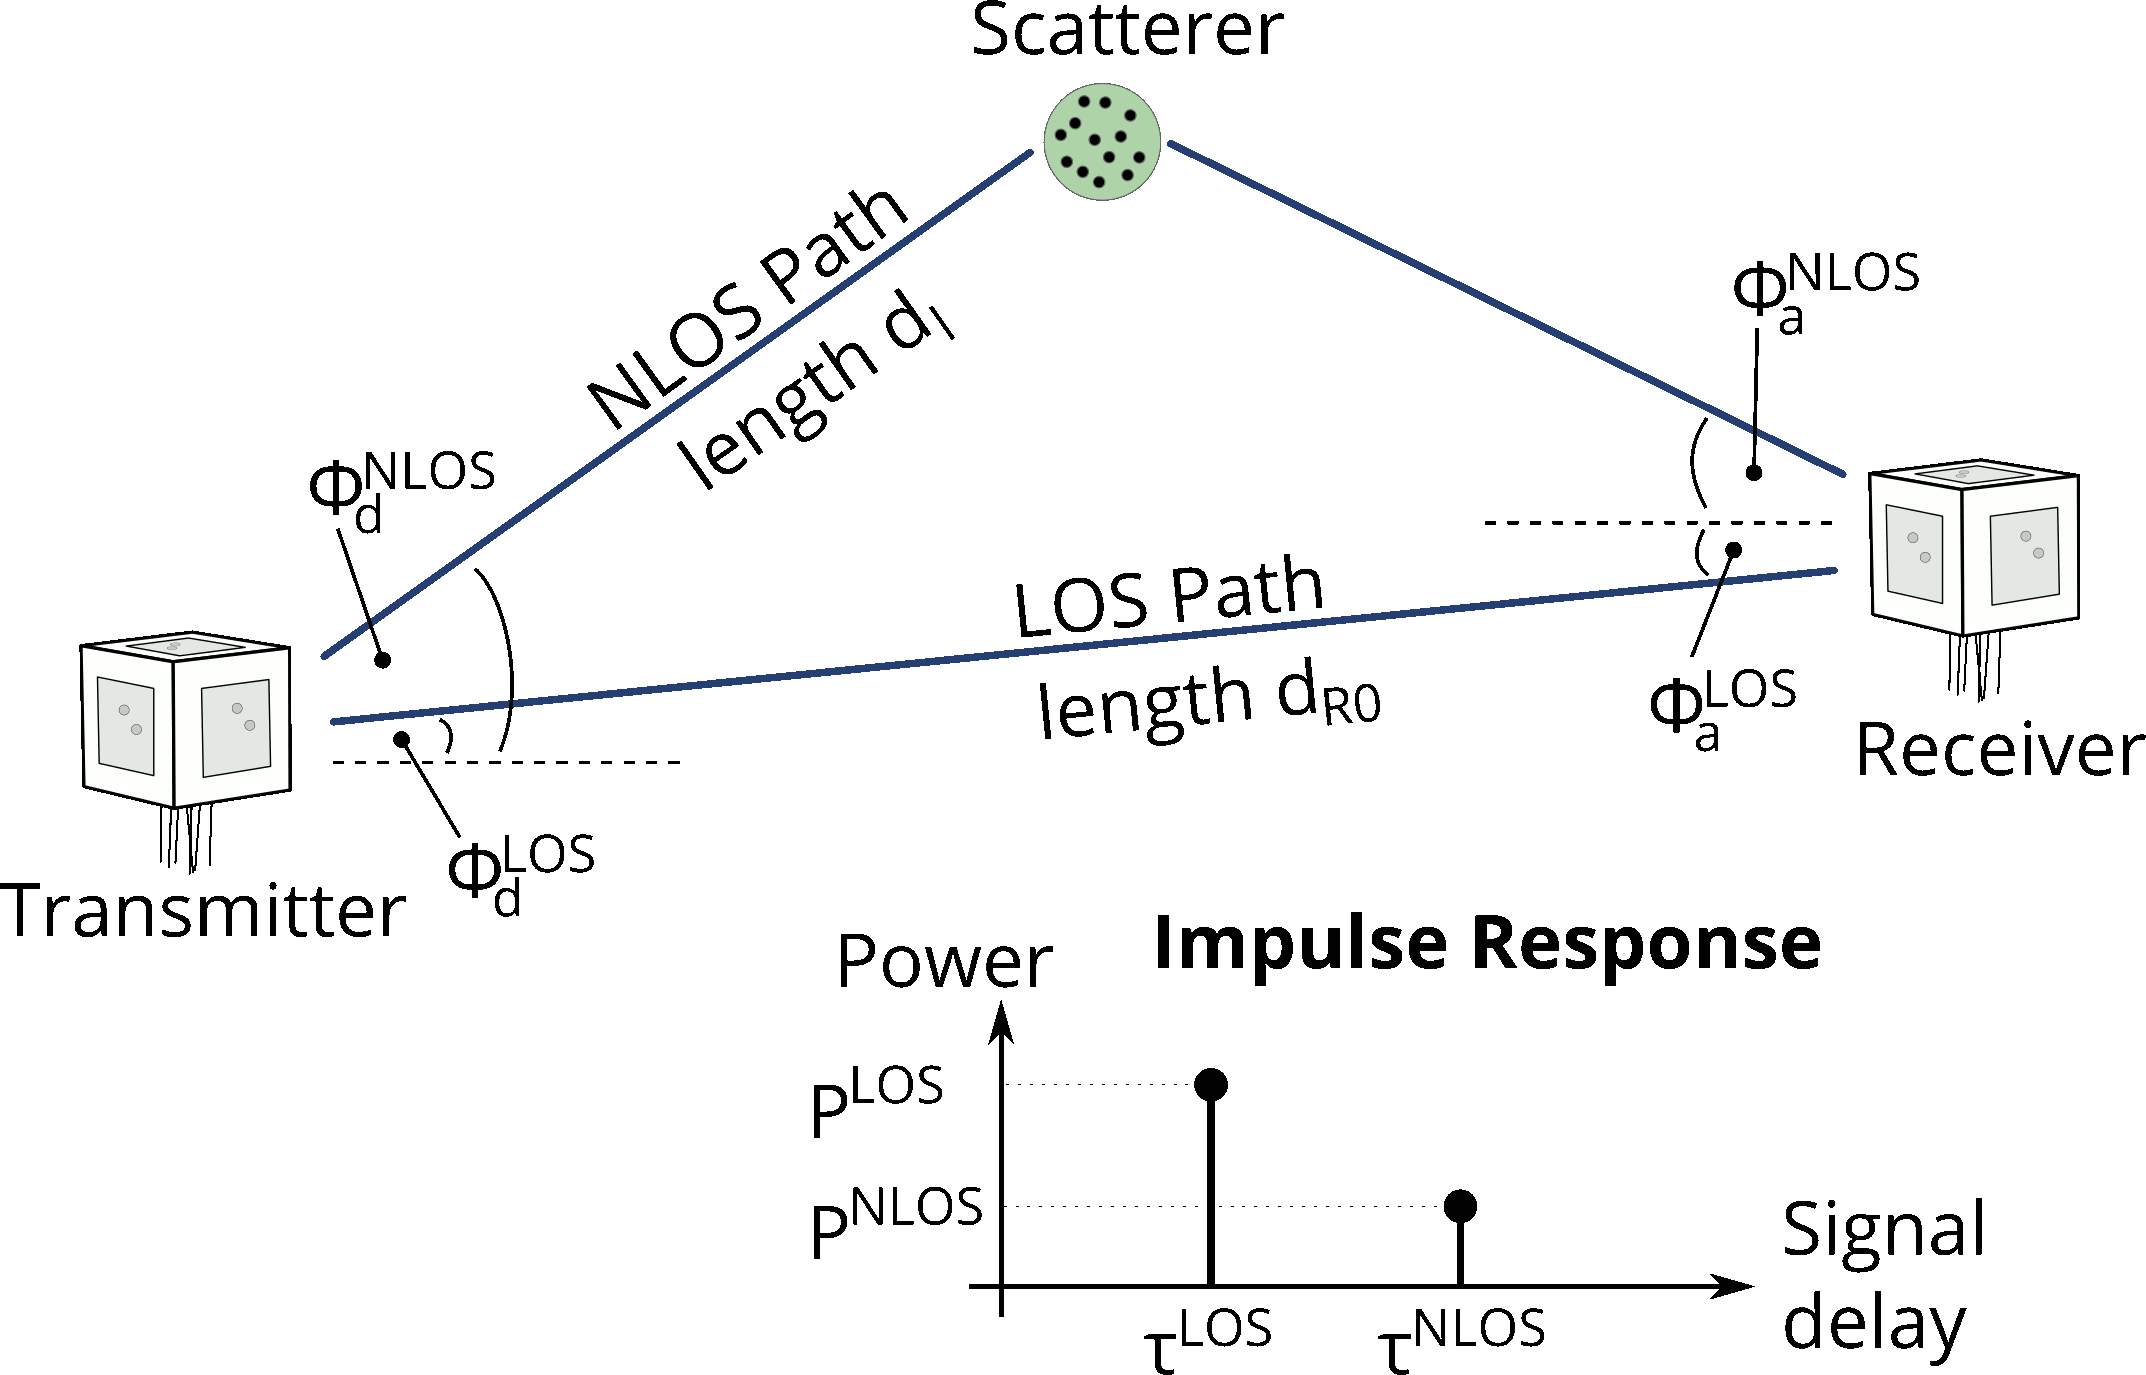 Scatterer
NLOS Path
length d_l
Φ_a^NLOS
Φ_d^NLOS
LOS Path
length d_R0
Φ_a^LOS
Receiver
Φ_d^LOS
Transmitter
Impulse Response
Power
P^LOS
P^NLOS
Signal
delay
τ^LOS
τ^NLOS